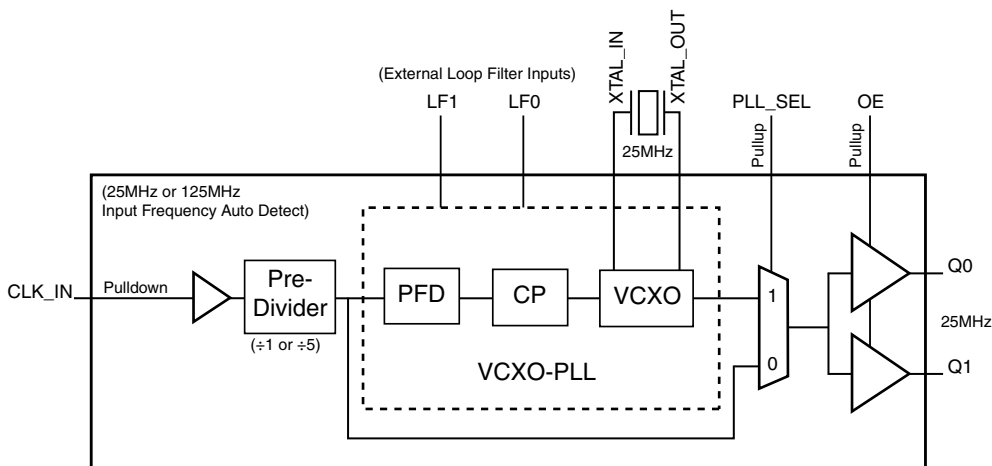 XTAL_IN
XTAL_OUT
(External Loop Filter Inputs)
LF1
LF0
PLL_SEL
OE
25MHz
Pullup
Pullup
(25MHz or 125MHz
Input Frequency Auto Detect)
CLK_IN
Pulldown
Pre-
Divider
(÷1 or ÷5)
PFD
CP
VCXO
VCXO-PLL
1
0
Q0
25MHz
Q1